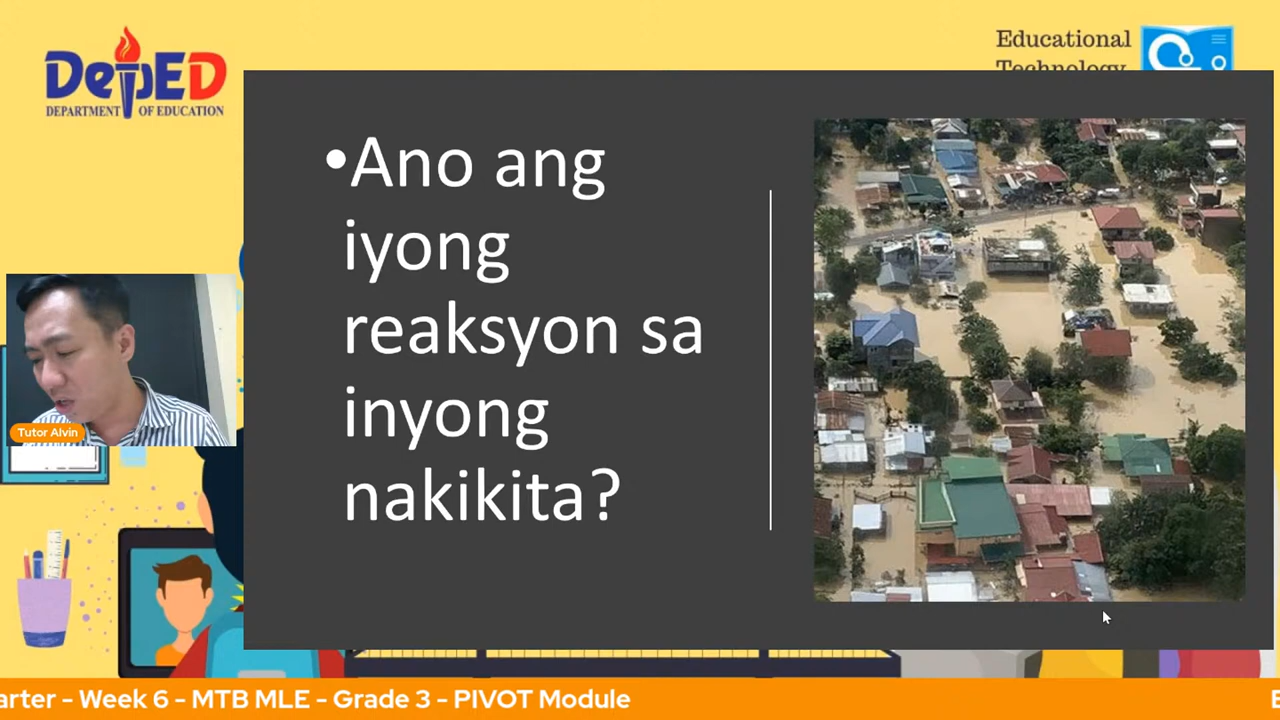 DepED
DEPARTMENT OF EDUCATION
Educational
Technology
•Ano ang
iyong
reaksyon sa
inyong
nakikita?
Tutor Alvin
arter - Week 6 - MTB MLE - Grade 3 - PIVOT Module
E